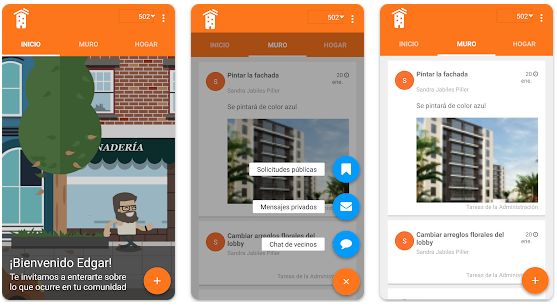 502
INICIO MURO HOGAR
NADERÍA
¡Bienvenido Edgar!
Te invitamos a enterarte sobre
lo que ocurre en tu comunidad
502
INICIO MURO HOGAR
S
Pintar la fachada
20
ene.
Sandra Jabiles Piller
Se pintará de color azul
Solicitudes públicas
Mensajes privados
Chat de vecinos
S
Cambiar arreglos florales del
lobby
20
ene.
Sandra Jabiles Piller
Tareas de la Administración
502
INICIO MURO HOGAR
S
Pintar la fachada
20
ene.
Sandra Jabiles Piller
Se pintará de color azul
Tareas de la Administración
S
Cambiar arreglos florales del
lobby
20
ene.
Sandra Jabiles Piller
Tareas de la Administración